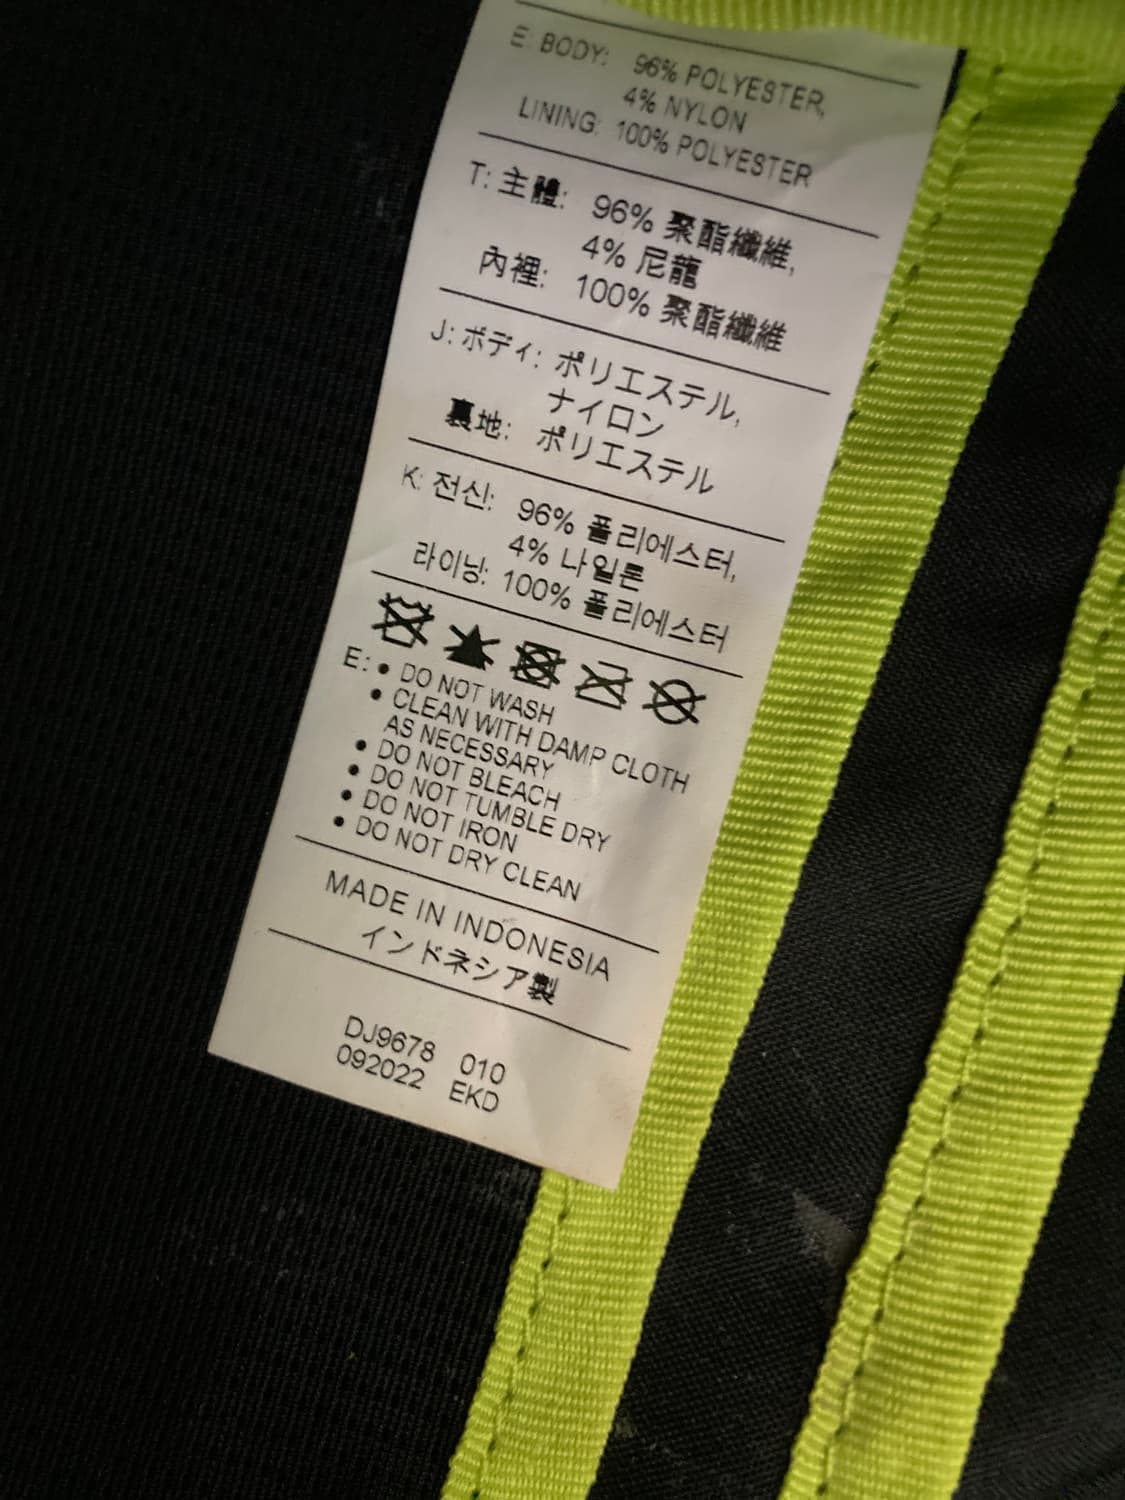 E: BODY: 96% POLYESTER,
4% NYLON
LINING: 100% POLYESTER
T: 主體: 96% 聚酯纖維,
4% 尼龍
內裡: 100% 聚酯纖維
J: ボディ: ポリエステル,
ナイロン
裏地: ポリエステル
K: 전신: 96% 폴리에스터,
4% 나일론
라이닝: 100% 폴리에스터
E: • DO NOT WASH
• CLEAN WITH DAMP CLOTH
AS NECESSARY
• DO NOT BLEACH
• DO NOT TUMBLE DRY
• DO NOT IRON
• DO NOT DRY CLEAN
MADE IN INDONESIA
インドネシア製
DJ9678 010
092022 EKD